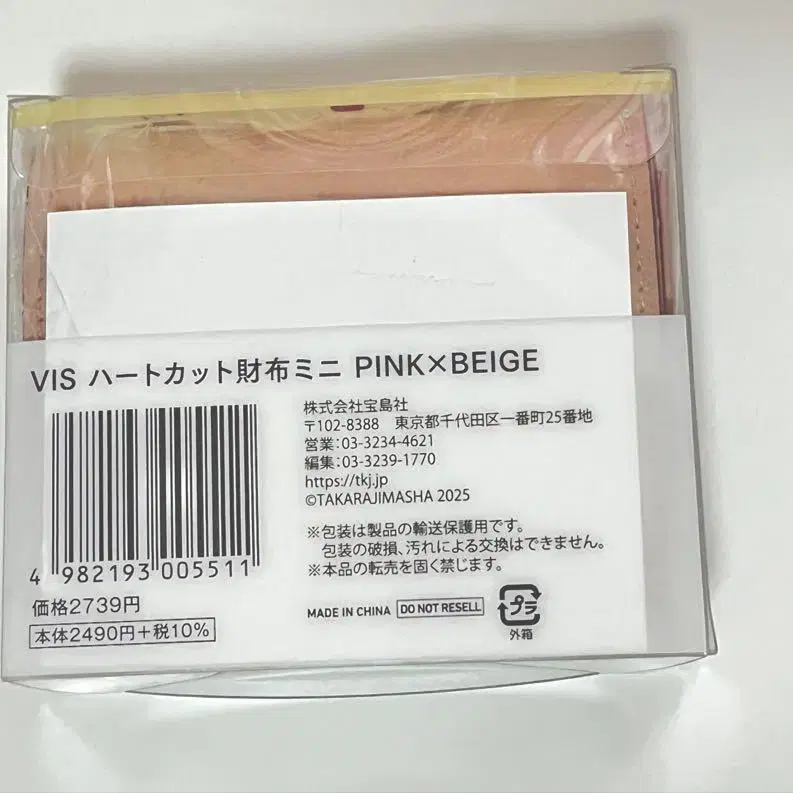 VIS ハートカット財布ミニ PINK×BEIGE
4 982193 005511
価格2739円
本体2490円+税10%
株式会社宝島社
〒102-8388 東京都千代田区一番町25番地
営業:03-3234-4621
編集:03-3239-1770
https://tkj.jp
©TAKARAJIMASHA 2025
※包装は製品の輸送保護用です。
包装の破損、汚れによる交換はできません。
※本品の転売を固く禁じます。
MADE IN CHINA DO NOT RESELL
プラ
外箱